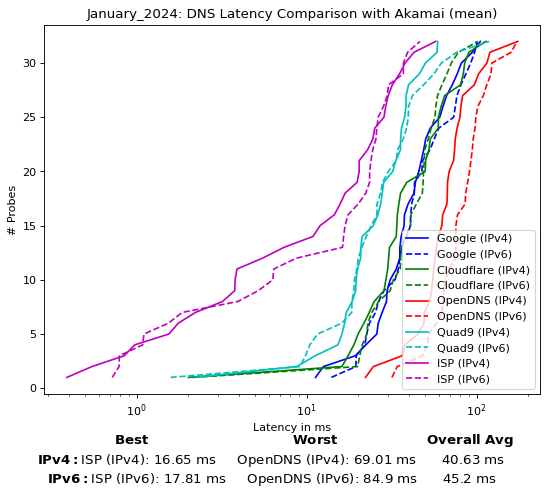 January_2024: DNS Latency Comparison with Akamai (mean)
# Probes
30
25
20
15
10
5
0
Google (IPv4)
Google (IPv6)
Cloudflare (IPv4)
Cloudflare (IPv6)
OpenDNS (IPv4)
OpenDNS (IPv6)
Quad9 (IPv4)
Quad9 (IPv6)
ISP (IPv4)
ISP (IPv6)
10⁰ 10¹ 10²
Latency in ms
Best Worst Overall Avg
IPv4: ISP (IPv4): 16.65 ms OpenDNS (IPv4): 69.01 ms 40.63 ms
IPv6: ISP (IPv6): 17.81 ms OpenDNS (IPv6): 84.9 ms 45.2 ms